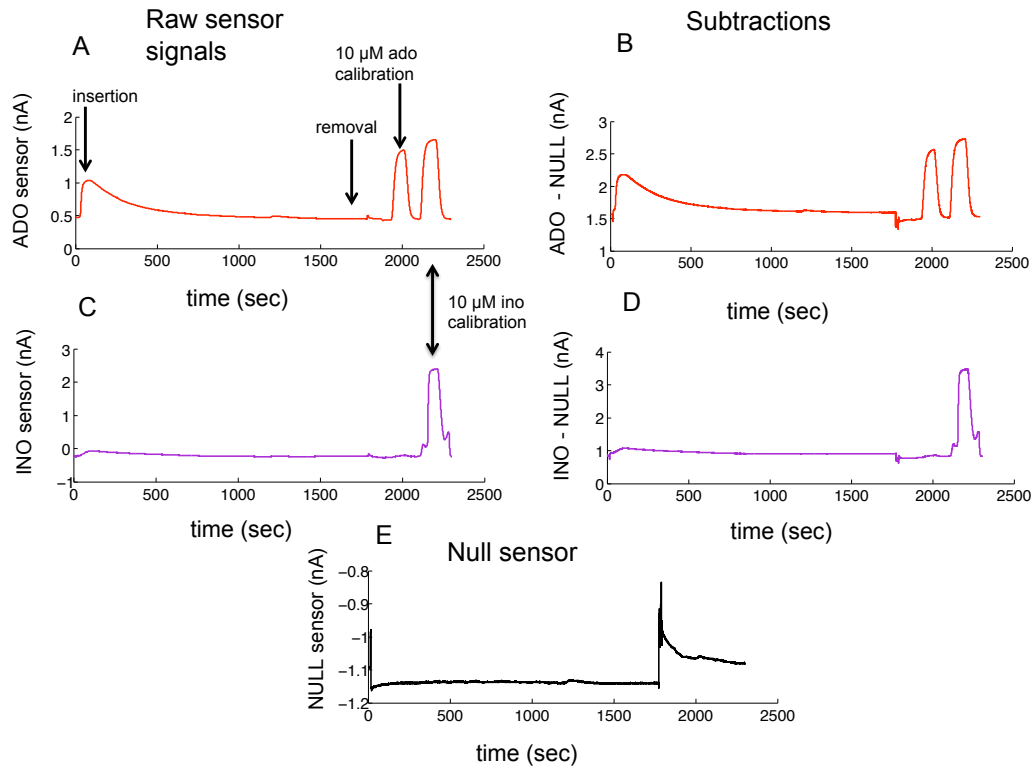 Raw sensor
signals
Subtractions
A
10 µM ado
calibration
insertion
removal
ADO sensor (nA)
2
1.5
1
0.5
0
0
500
1000
1500
2000
2500
time (sec)
B
ADO - NULL (nA)
3
2.5
2
1.5
1
0
500
1000
1500
2000
2500
time (sec)
10 µM ino
calibration
C
INO sensor (nA)
3
2
1
0
−1
0
500
1000
1500
2000
2500
time (sec)
D
INO - NULL (nA)
4
3
2
1
0
0
500
1000
1500
2000
2500
time (sec)
E
Null sensor
NULL sensor (nA)
−0.8
−0.9
−1
−1.1
−1.2
0
500
1000
1500
2000
2500
time (sec)